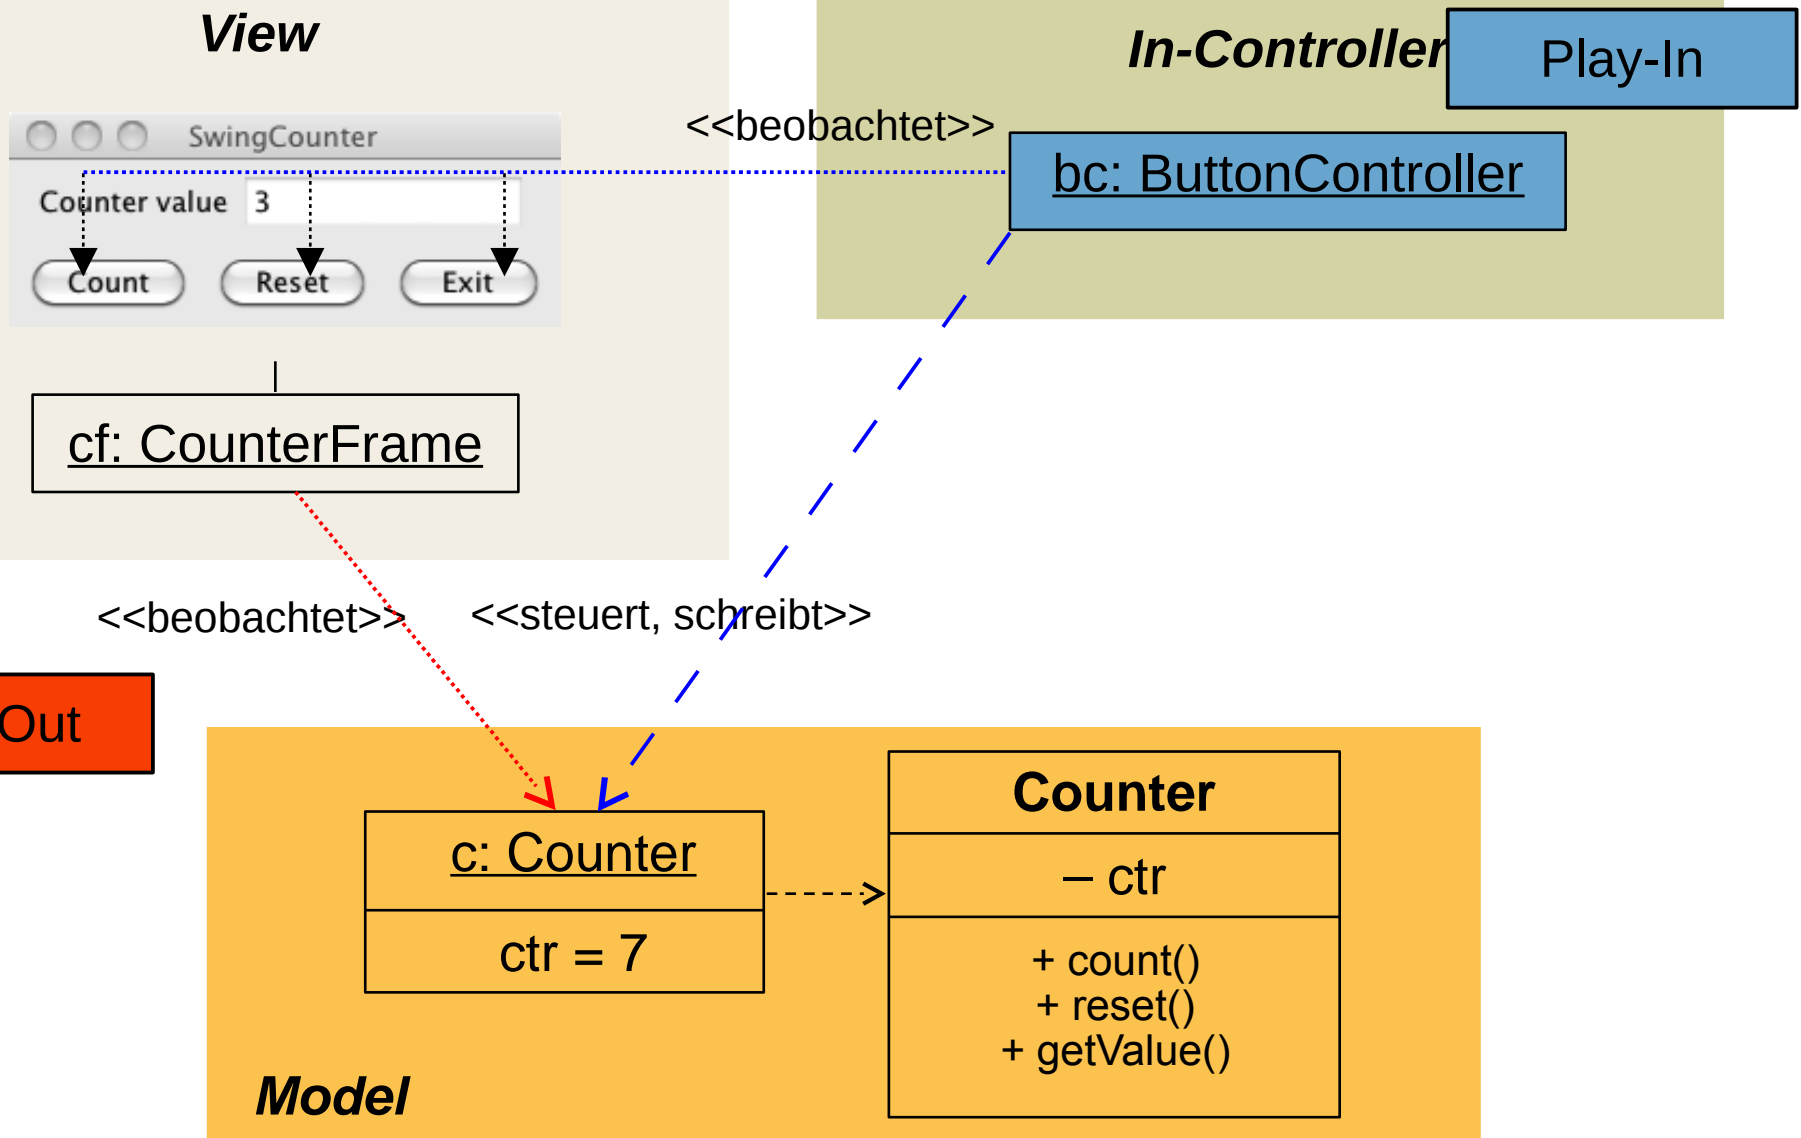 View
In-Controller
Play-In
<<beobachtet>>
SwingCounter
bc: ButtonController
Counter value 3
Count Reset Exit
cf: CounterFrame
<<beobachtet>> <<steuert, schreibt>>
Out
Counter
c: Counter
– ctr
ctr = 7
+ count()
+ reset()
+ getValue()
Model